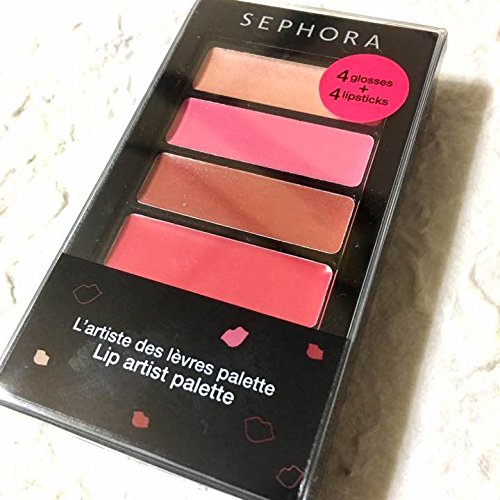 SEPHORA
4 glosses
+
4 lipsticks
L'artiste des lèvres palette
Lip artist palette